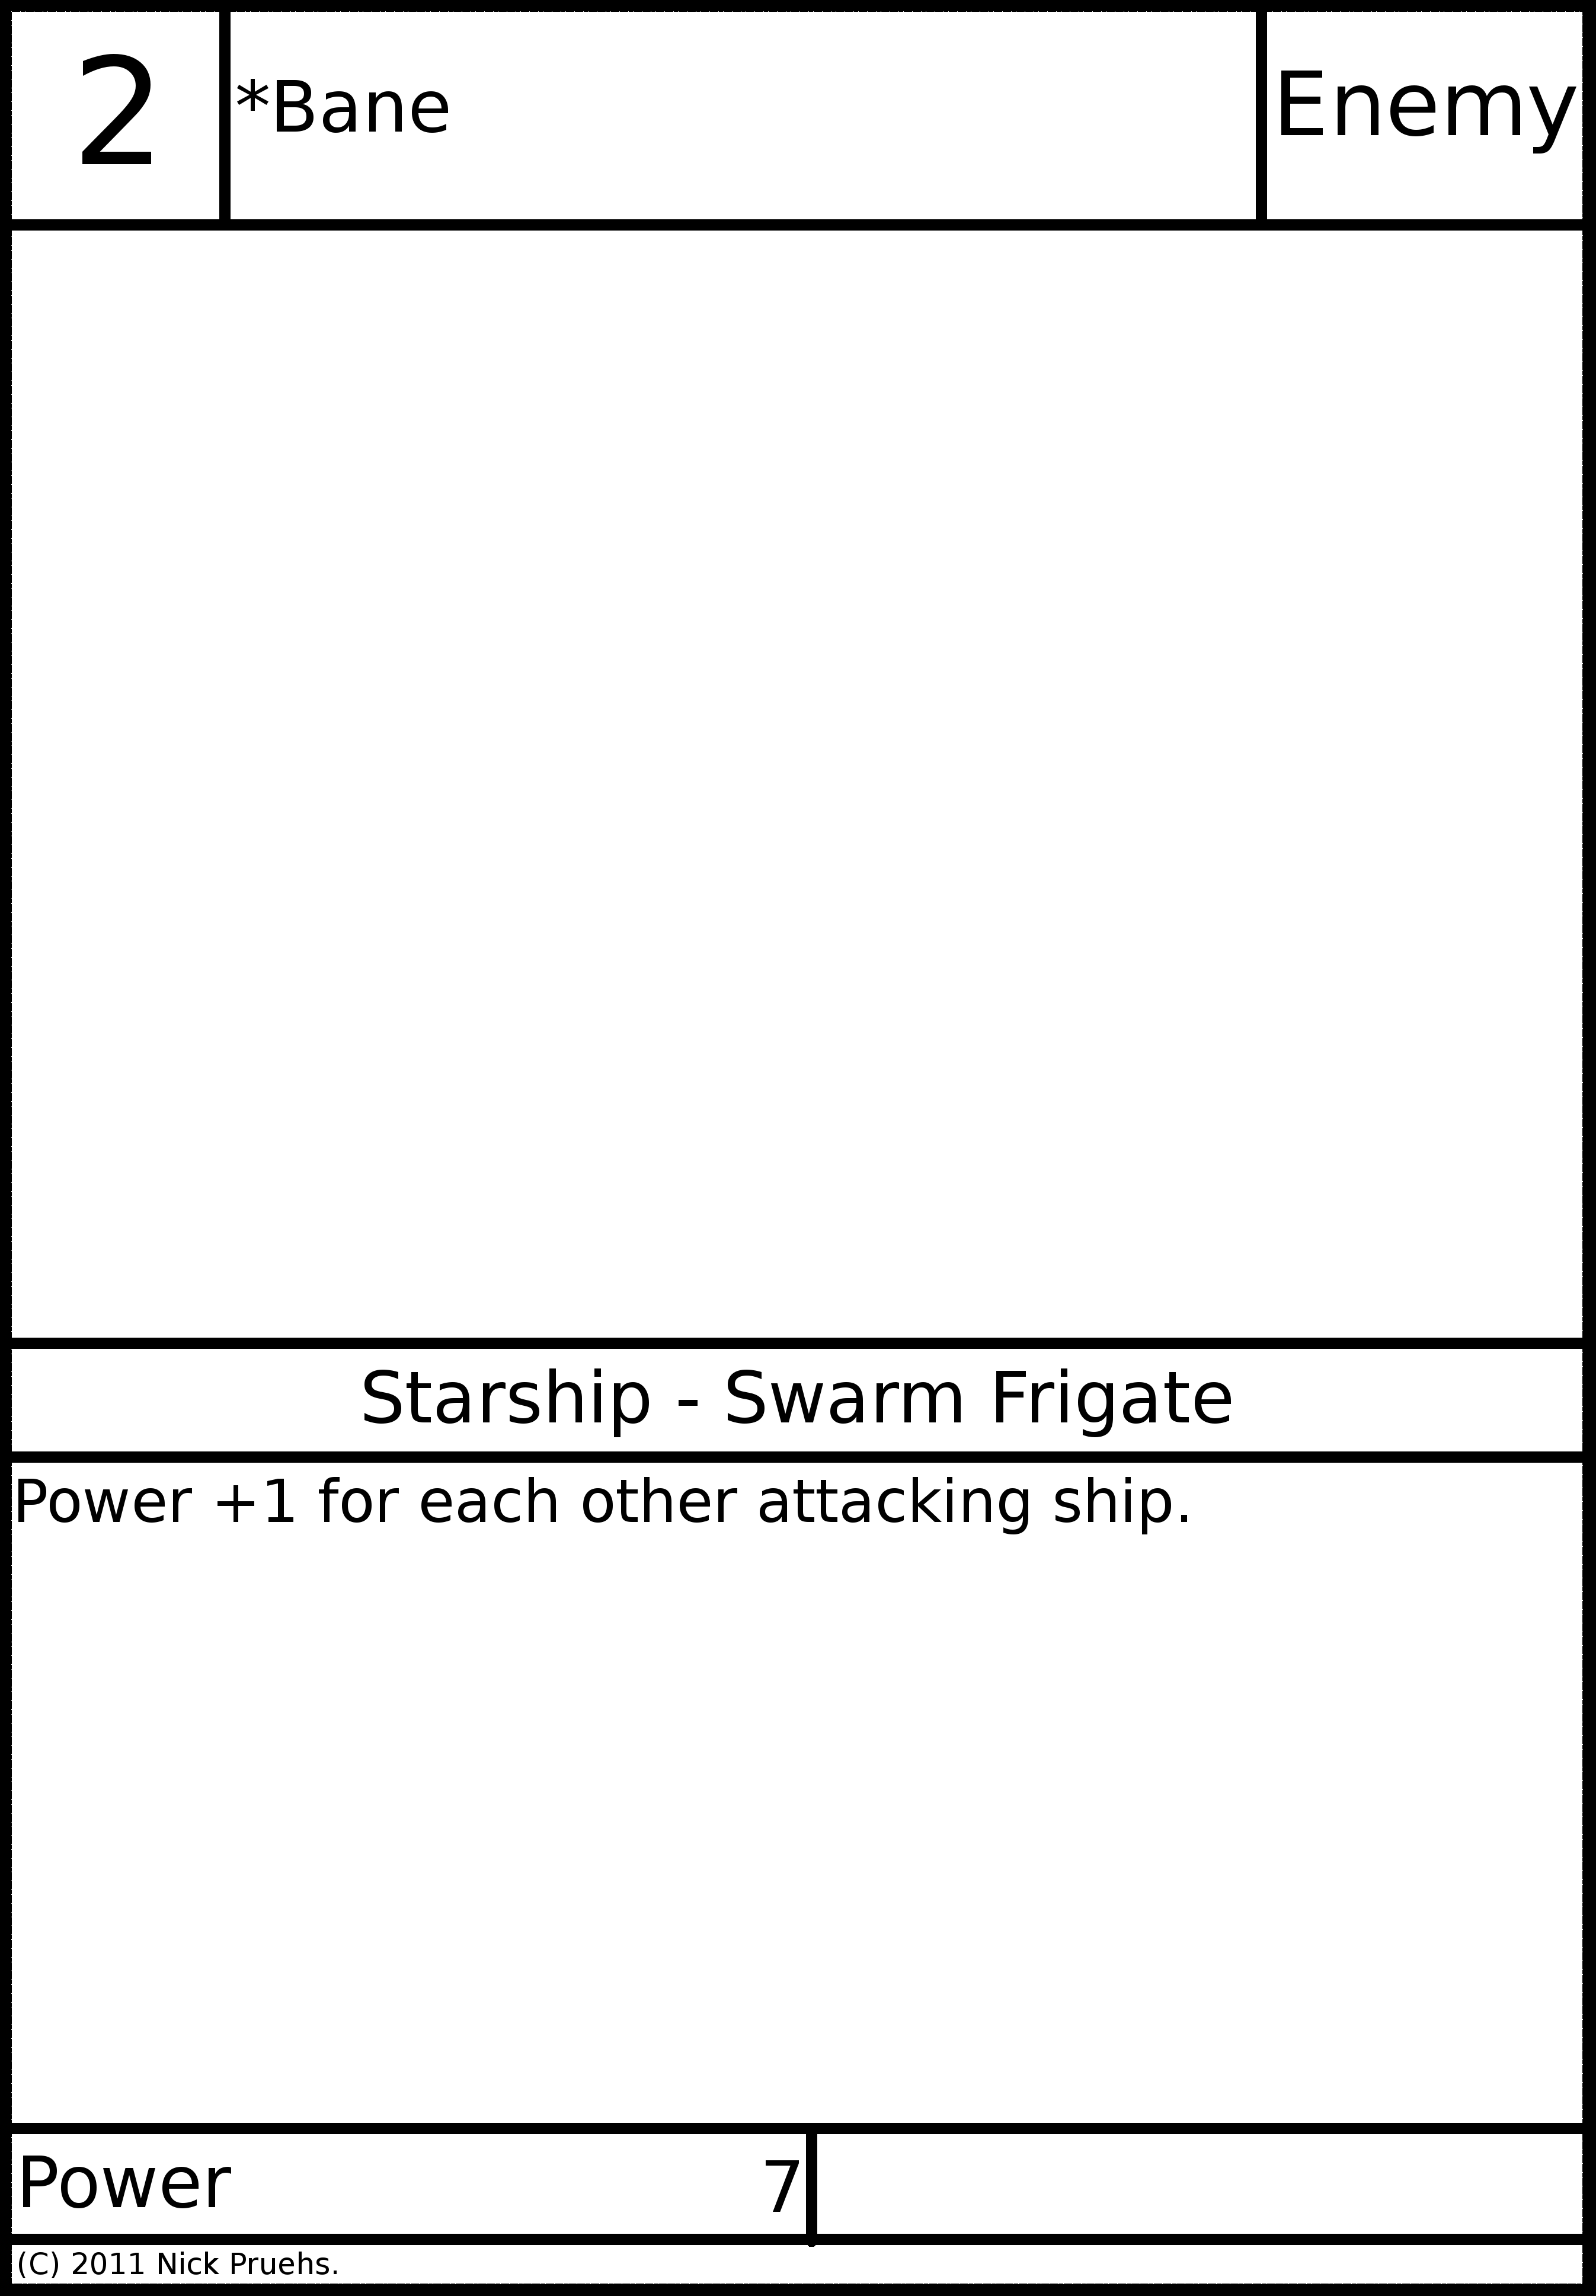 2
*Bane
Enemy
Starship - Swarm Frigate
Power +1 for each other attacking ship.
Power 7
(C) 2011 Nick Pruehs.